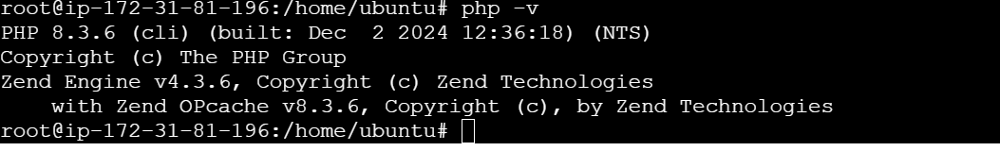 root@ip-172-31-81-196:/home/ubuntu# php -v
PHP 8.3.6 (cli) (built: Dec  2 2024 12:36:18) (NTS)
Copyright (c) The PHP Group
Zend Engine v4.3.6, Copyright (c) Zend Technologies
    with Zend OPcache v8.3.6, Copyright (c), by Zend Technologies
root@ip-172-31-81-196:/home/ubuntu#